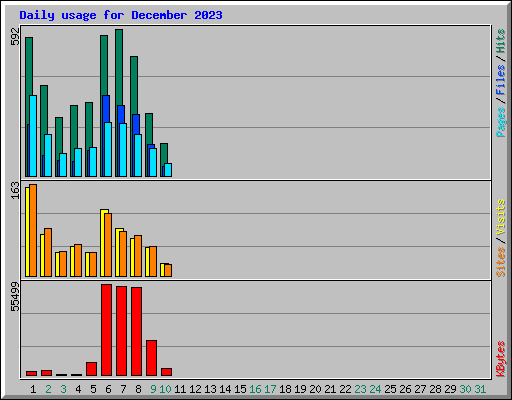 Daily usage for December 2023
592
163
55499
Pages / Files / Hits
Sites / Visits
KBytes
1 2 3 4 5 6 7 8 9 10 11 12 13 14 15 16 17 18 19 20 21 22 23 24 25 26 27 28 29 30 31